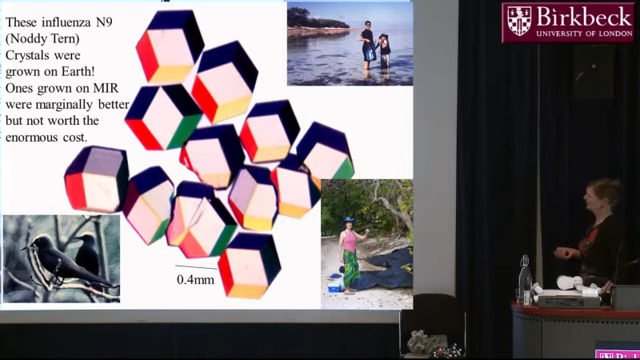 These influenza N9
(Noddy Tern)
Crystals were
grown on Earth!
Ones grown on MIR
were marginally better
but not worth the
enormous cost.
0.4mm
Birkbeck
UNIVERSITY OF LONDON